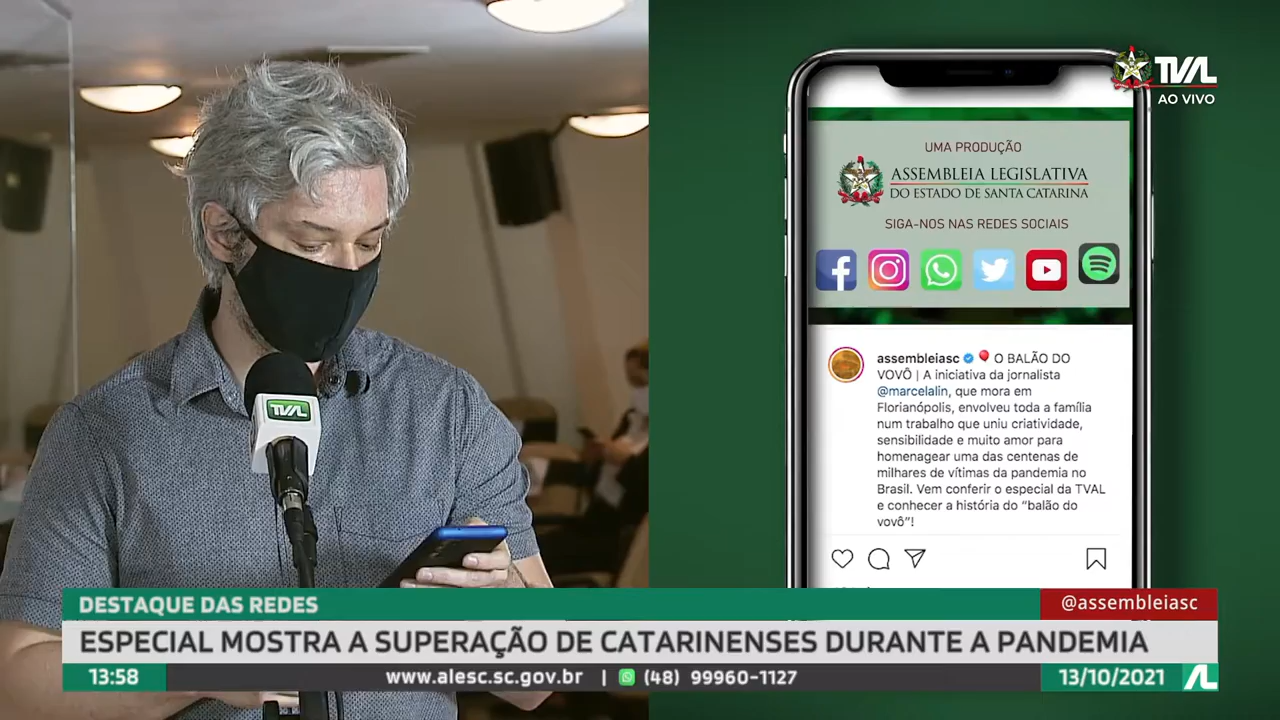 TVAL
AO VIVO
UMA PRODUÇÃO
ASSEMBLEIA LEGISLATIVA
DO ESTADO DE SANTA CATARINA
SIGA-NOS NAS REDES SOCIAIS
assembleiasc O BALÃO DO
VOVÔ | A iniciativa da jornalista
@marcelalin, que mora em
Florianópolis, envolveu toda a família
num trabalho que uniu criatividade,
sensibilidade e muito amor para
homenagear uma das centenas de
milhares de vítimas da pandemia no
Brasil. Vem conferir o especial da TVAL
e conhecer a história do "balão do
vovô"!
TVAL
DESTAQUE DAS REDES
@assembleiasc
ESPECIAL MOSTRA A SUPERAÇÃO DE CATARINENSES DURANTE A PANDEMIA
13:58
www.alesc.sc.gov.br | (48) 99960-1127
13/10/2021